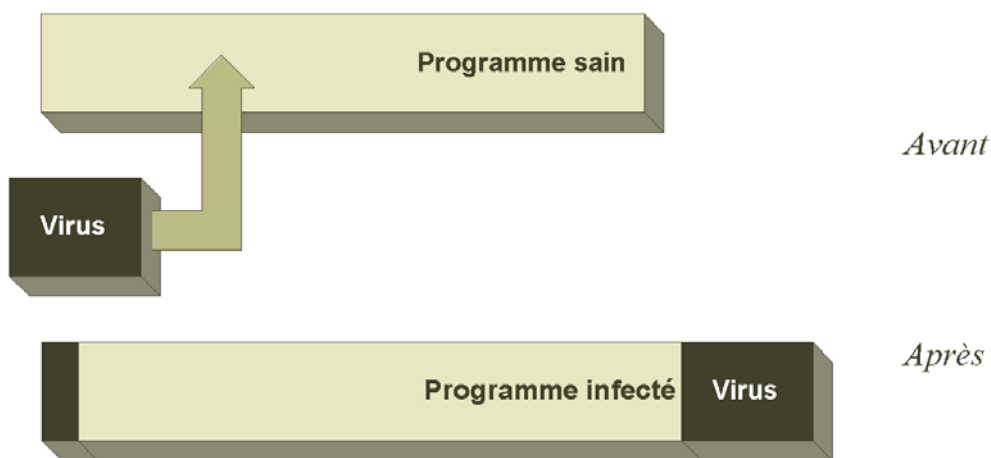 Programme sain
Avant
Virus
Après
Programme infecté
Virus